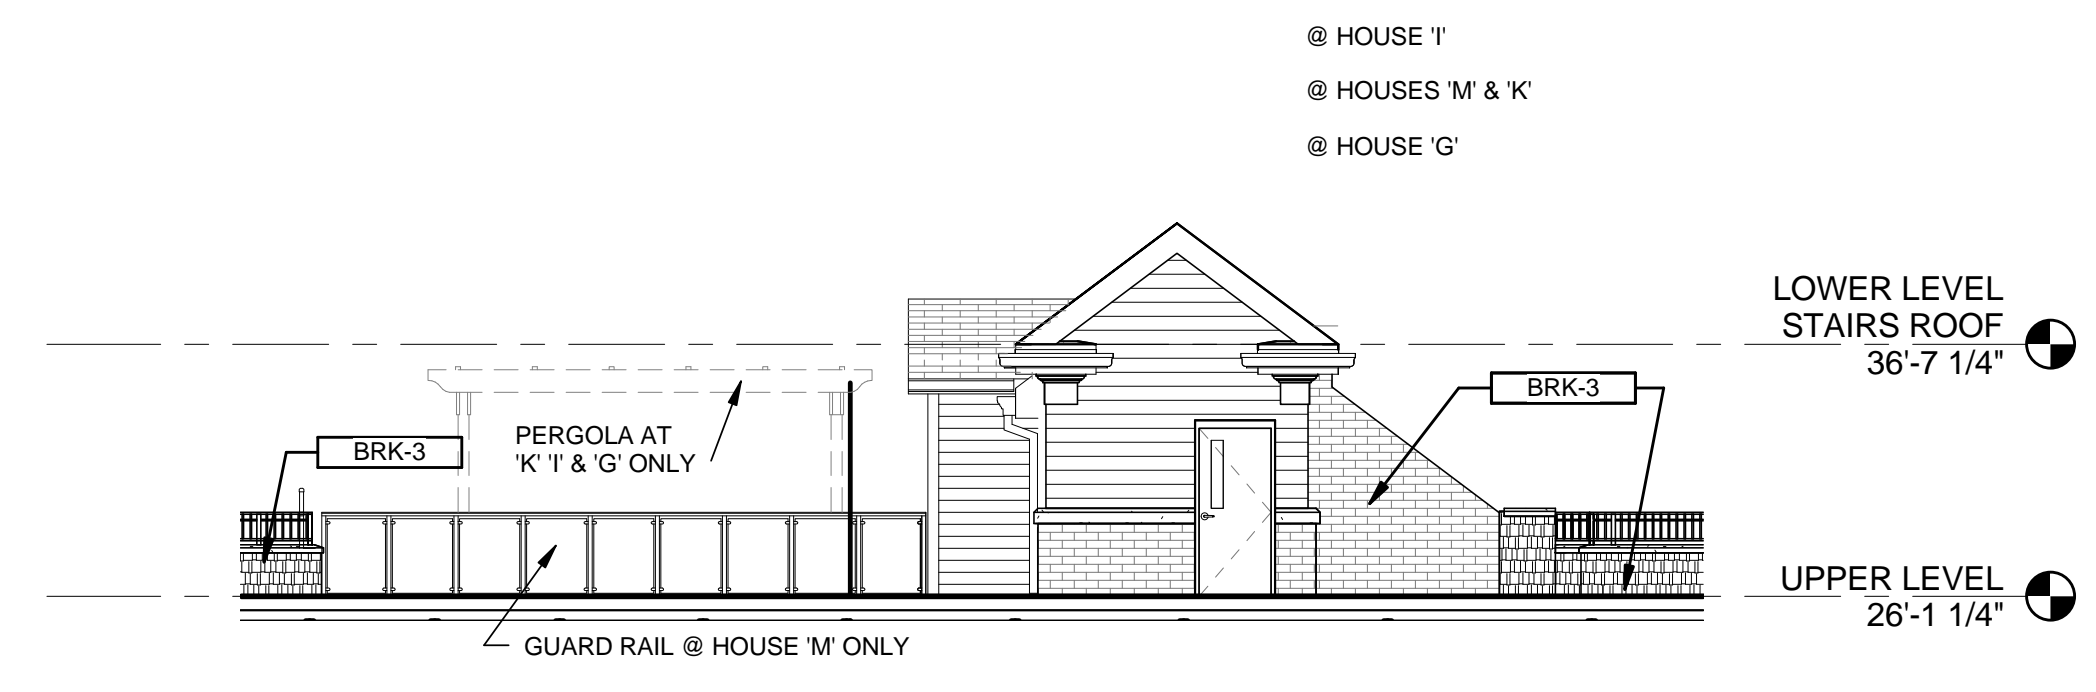 @ HOUSE 'I'
@ HOUSES 'M' & 'K'
@ HOUSE 'G'
LOWER LEVEL
STAIRS ROOF
36'-7 1/4"
BRK-3
PERGOLA AT
'K' 'I' & 'G' ONLY
BRK-3
UPPER LEVEL
26'-1 1/4"
GUARD RAIL @ HOUSE 'M' ONLY